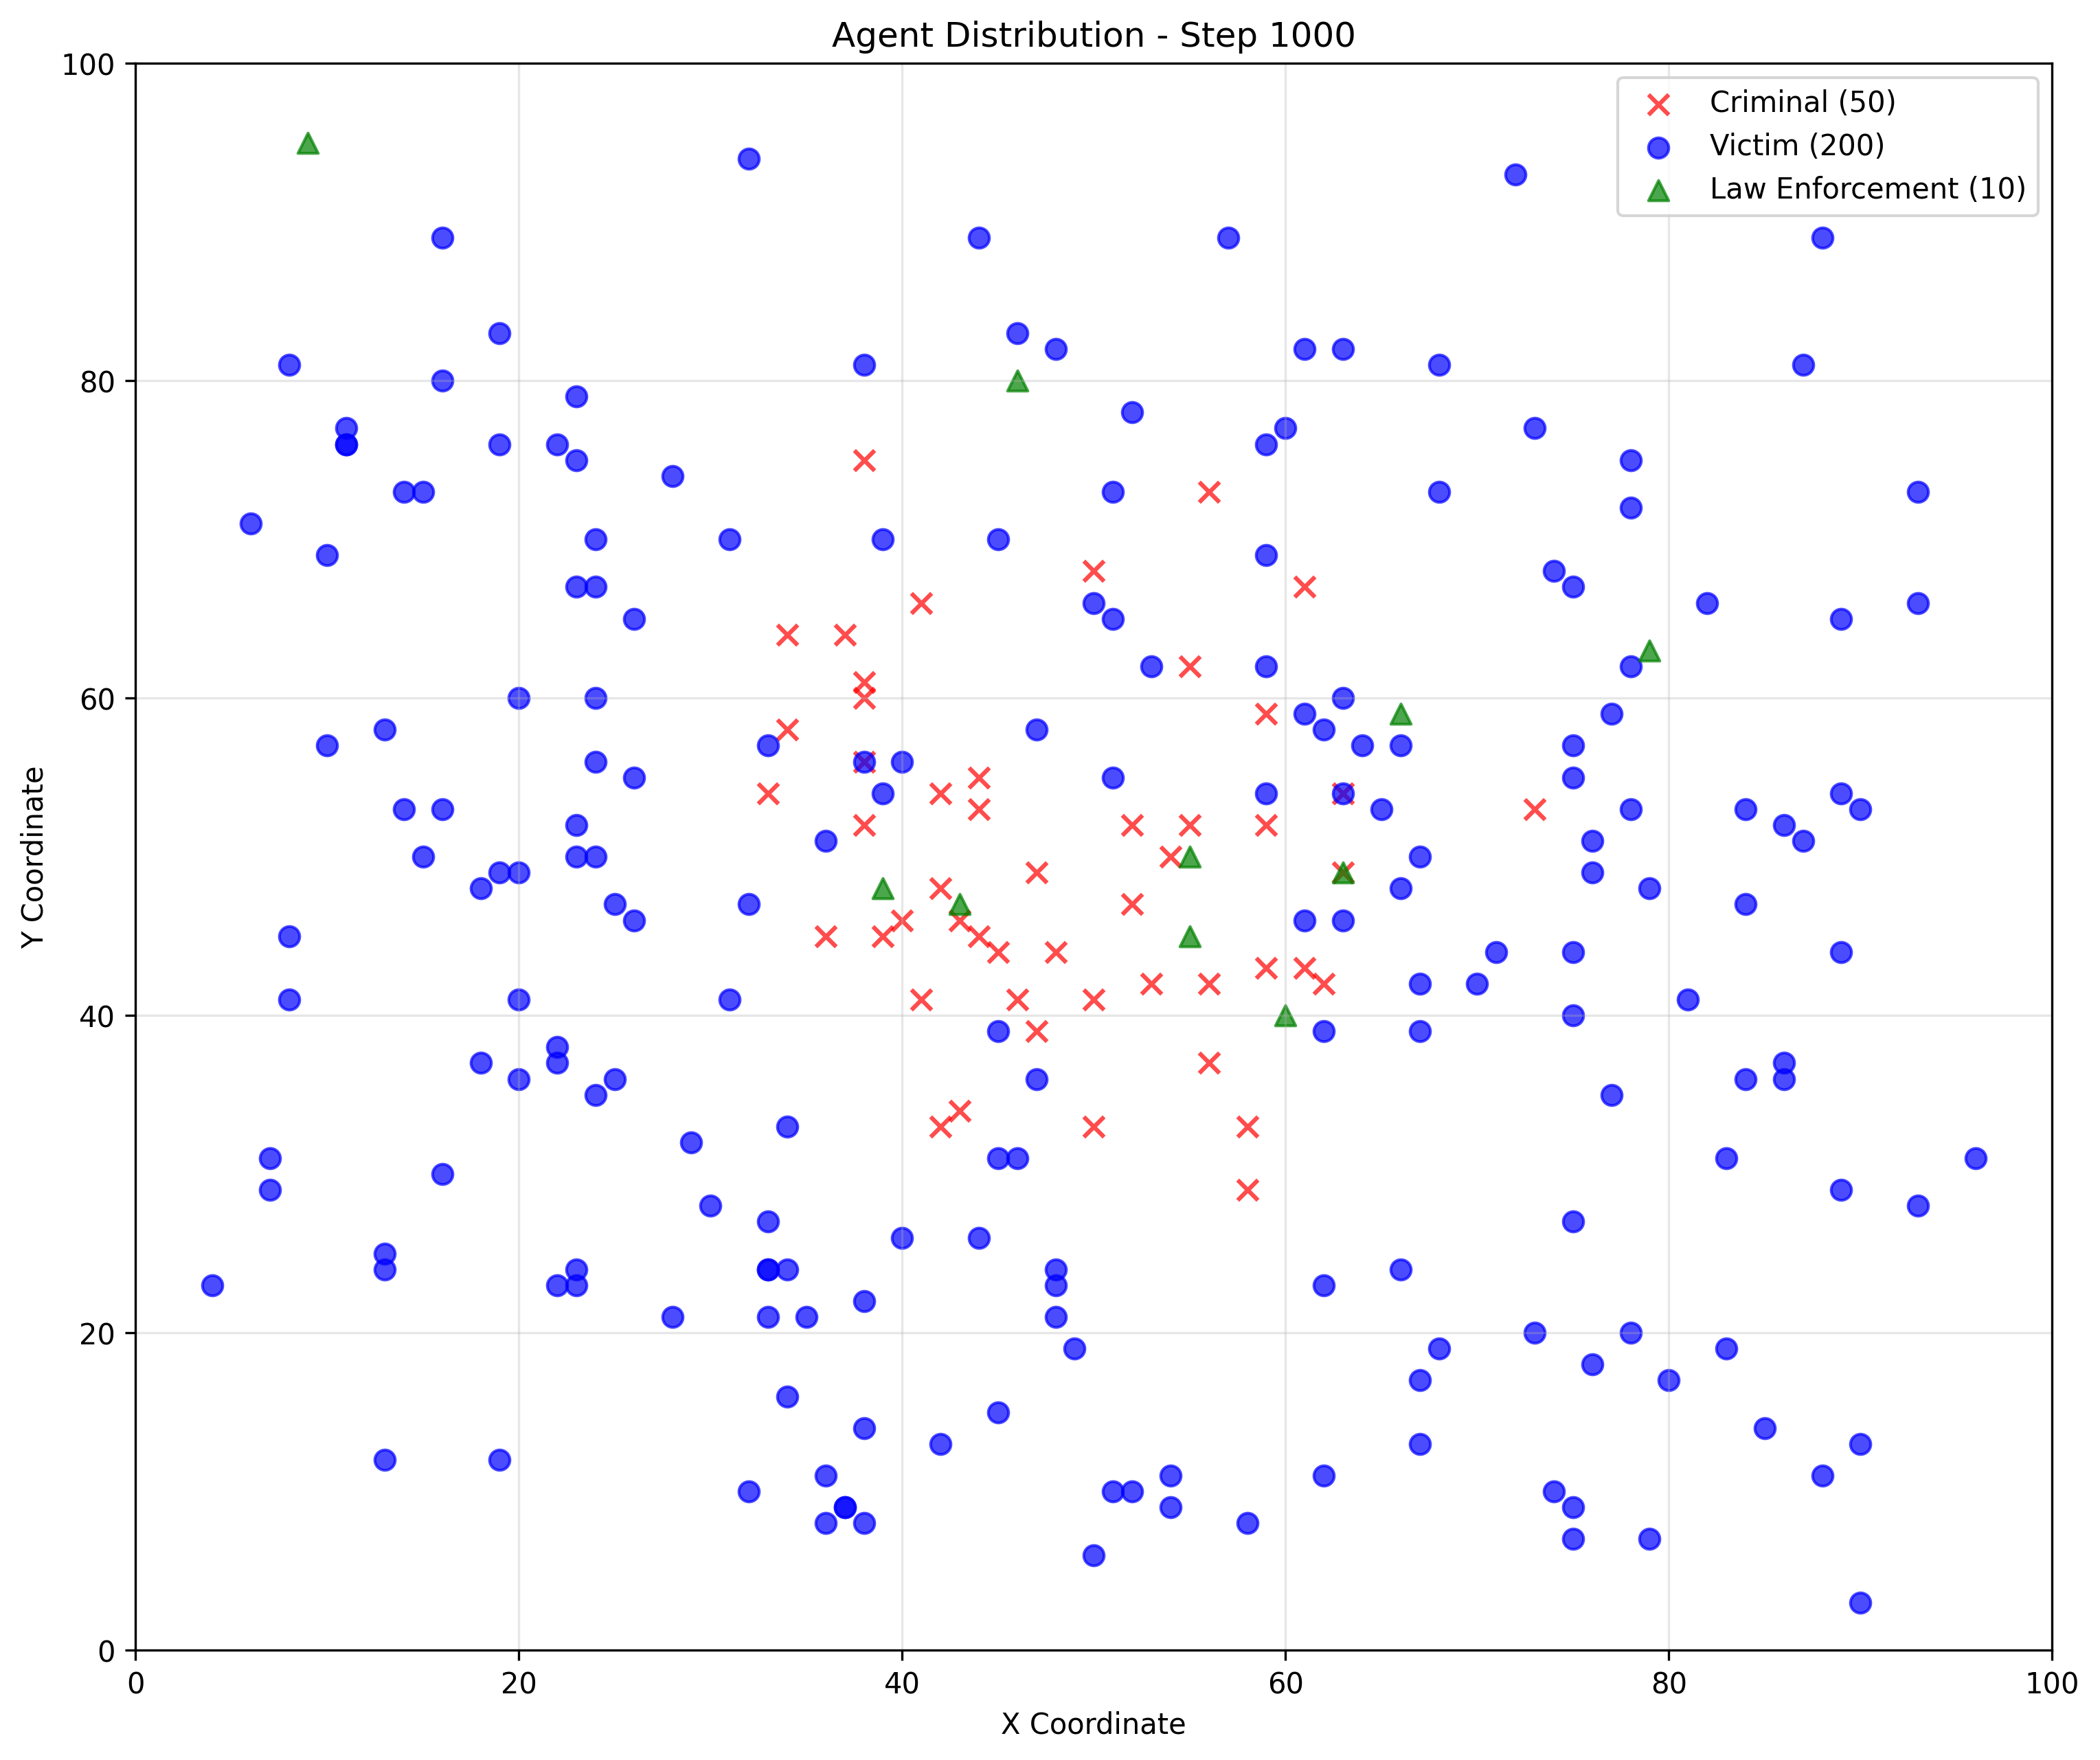 Agent Distribution - Step 1000
Criminal (50)
Victim (200)
Law Enforcement (10)
Y Coordinate
100
80
60
40
20
0
0 20 40 60 80 100
X Coordinate